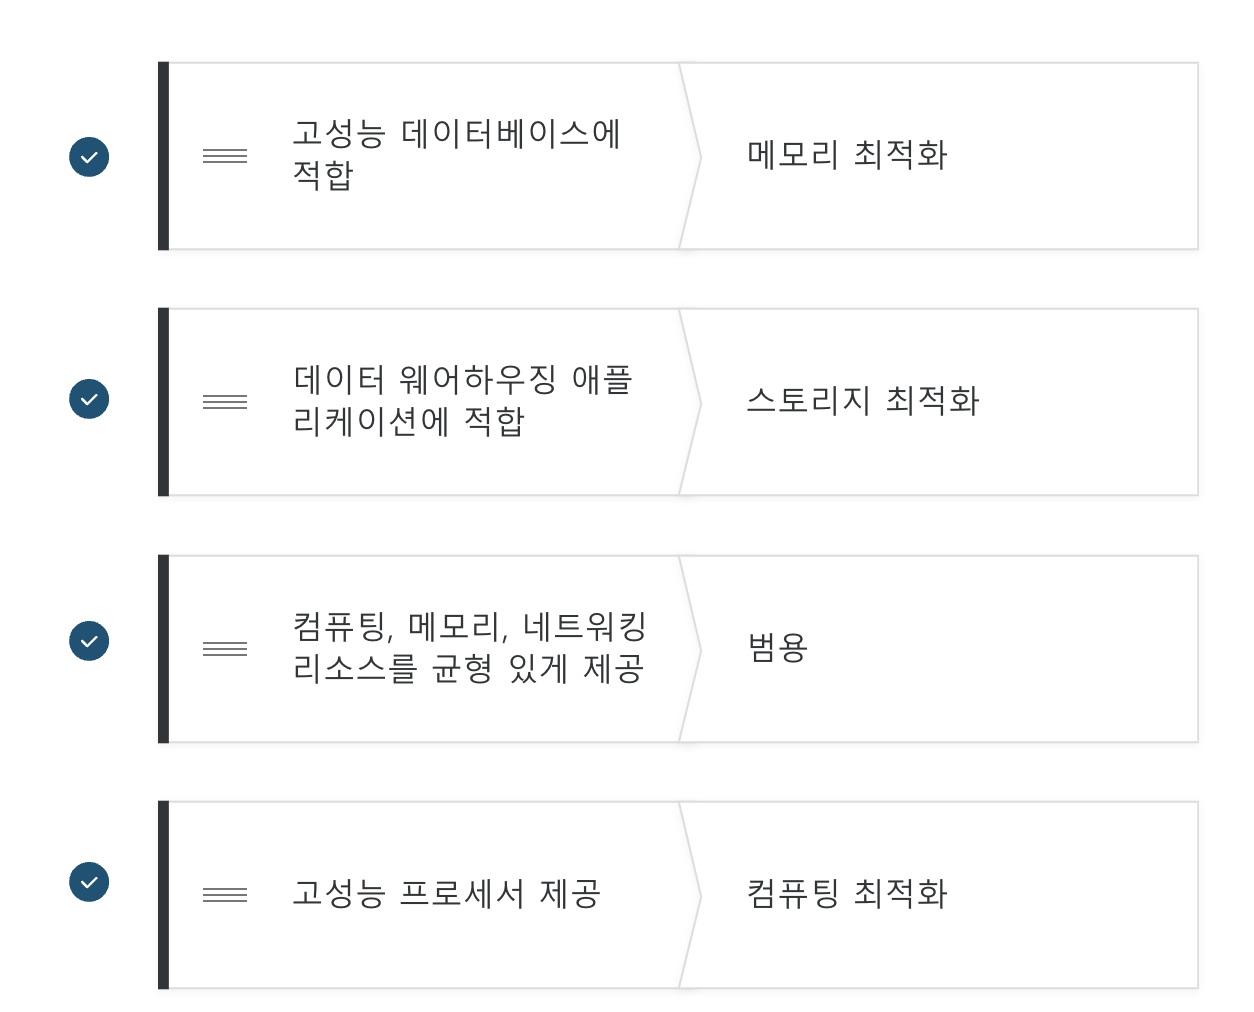 고성능 데이터베이스에
적합
메모리 최적화
데이터 웨어하우징 애플
리케이션에 적합
스토리지 최적화
컴퓨팅, 메모리, 네트워킹
리소스를 균형 있게 제공
범용
고성능 프로세서 제공
컴퓨팅 최적화